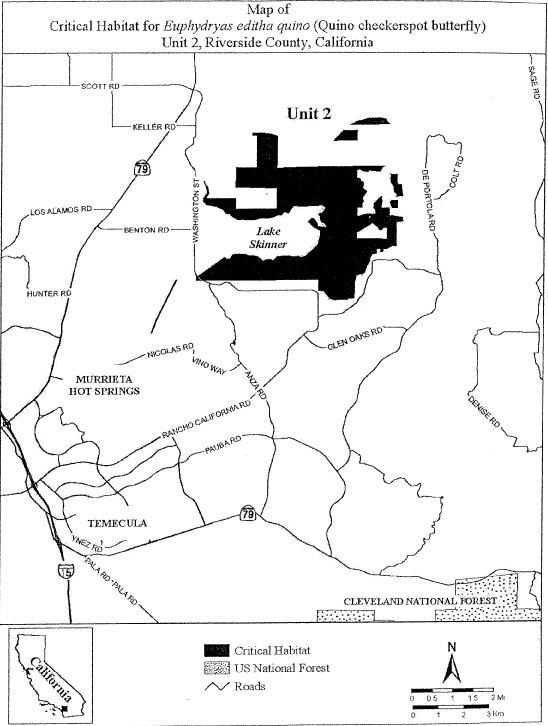 Map of
Critical Habitat for Euphydryas editha quino (Quino checkerspot butterfly)
Unit 2, Riverside County, California
SCOTT RD
SAGE RD
Unit 2
KELLER RD
79
COLT RD
DE PORTOLA RD
WASHINGTON ST
LOS ALAMOS RD
BENTON RD
Lake
Skinner
HUNTER RD
GLEN OAKS RD
NICOLAS RD
VINO WAY
ANZA RD
MURRIETA
HOT SPRINGS
DENISE RD
RANCHO CALIFORNIA RD
PAUBA RD
79
TEMECULA
YNEZ RD
15
PALA RD
PALA RD
CLEVELAND NATIONAL FOREST
California
Critical Habitat
US National Forest
Roads
N
0 0.5 1 1.5 2 Mi
0 1 2 3 Km